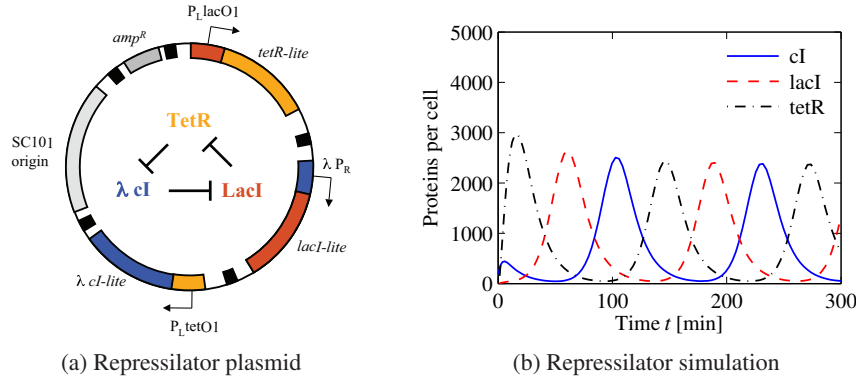 P_L lacO1
amp^R
tetR-lite
SC101
origin
TetR
λ P_R
λ cI
LacI
lacI-lite
λ cI-lite
P_L tetO1
(a) Repressilator plasmid
5000
4000
3000
2000
1000
0
Proteins per cell
cI
lacI
tetR
0 100 200 300
Time t [min]
(b) Repressilator simulation